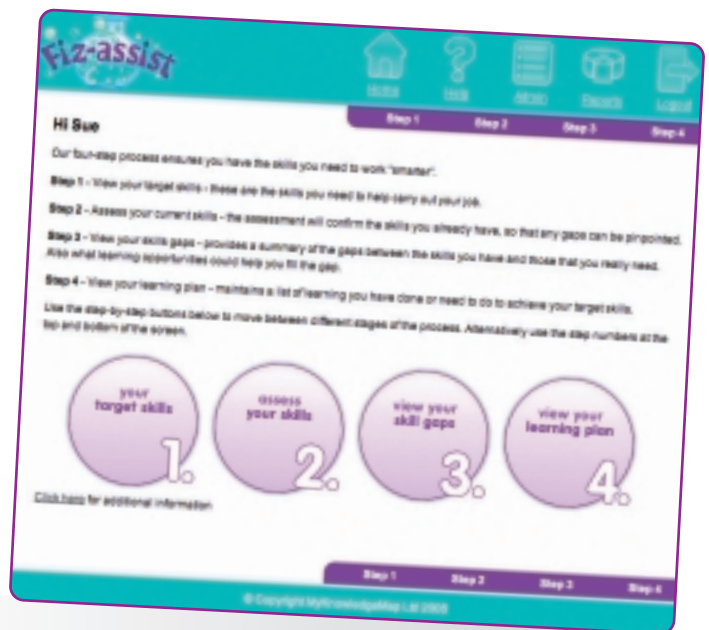 Fiz-assist
Home Help Admin Reports Logout
Step 1 Step 2 Step 3 Step 4
Hi Sue
Our four-step process ensures you have the skills you need to work "smarter".
Step 1 - View your target skills - these are the skills you need to help carry out your job.
Step 2 - Assess your current skills - the assessment will confirm the skills you already have, so that any gaps can be pinpointed.
Step 3 - View your skills gaps - provides a summary of the gaps between the skills you have and those that you really need.
Also what learning opportunities could help you fill the gap.
Step 4 - View your learning plan - maintains a list of learning you have done or need to do to achieve your target skills.
Use the step-by-step buttons below to move between different stages of the process. Alternatively use the step numbers at the
top and bottom of the screen.
your
target skills
1.
assess
your skills
2.
view your
skill gaps
3.
view your
learning plan
4.
Click here for additional information
Step 1 Step 2 Step 3 Step 4
© Copyright MyKnowledgeMap Ltd 2005